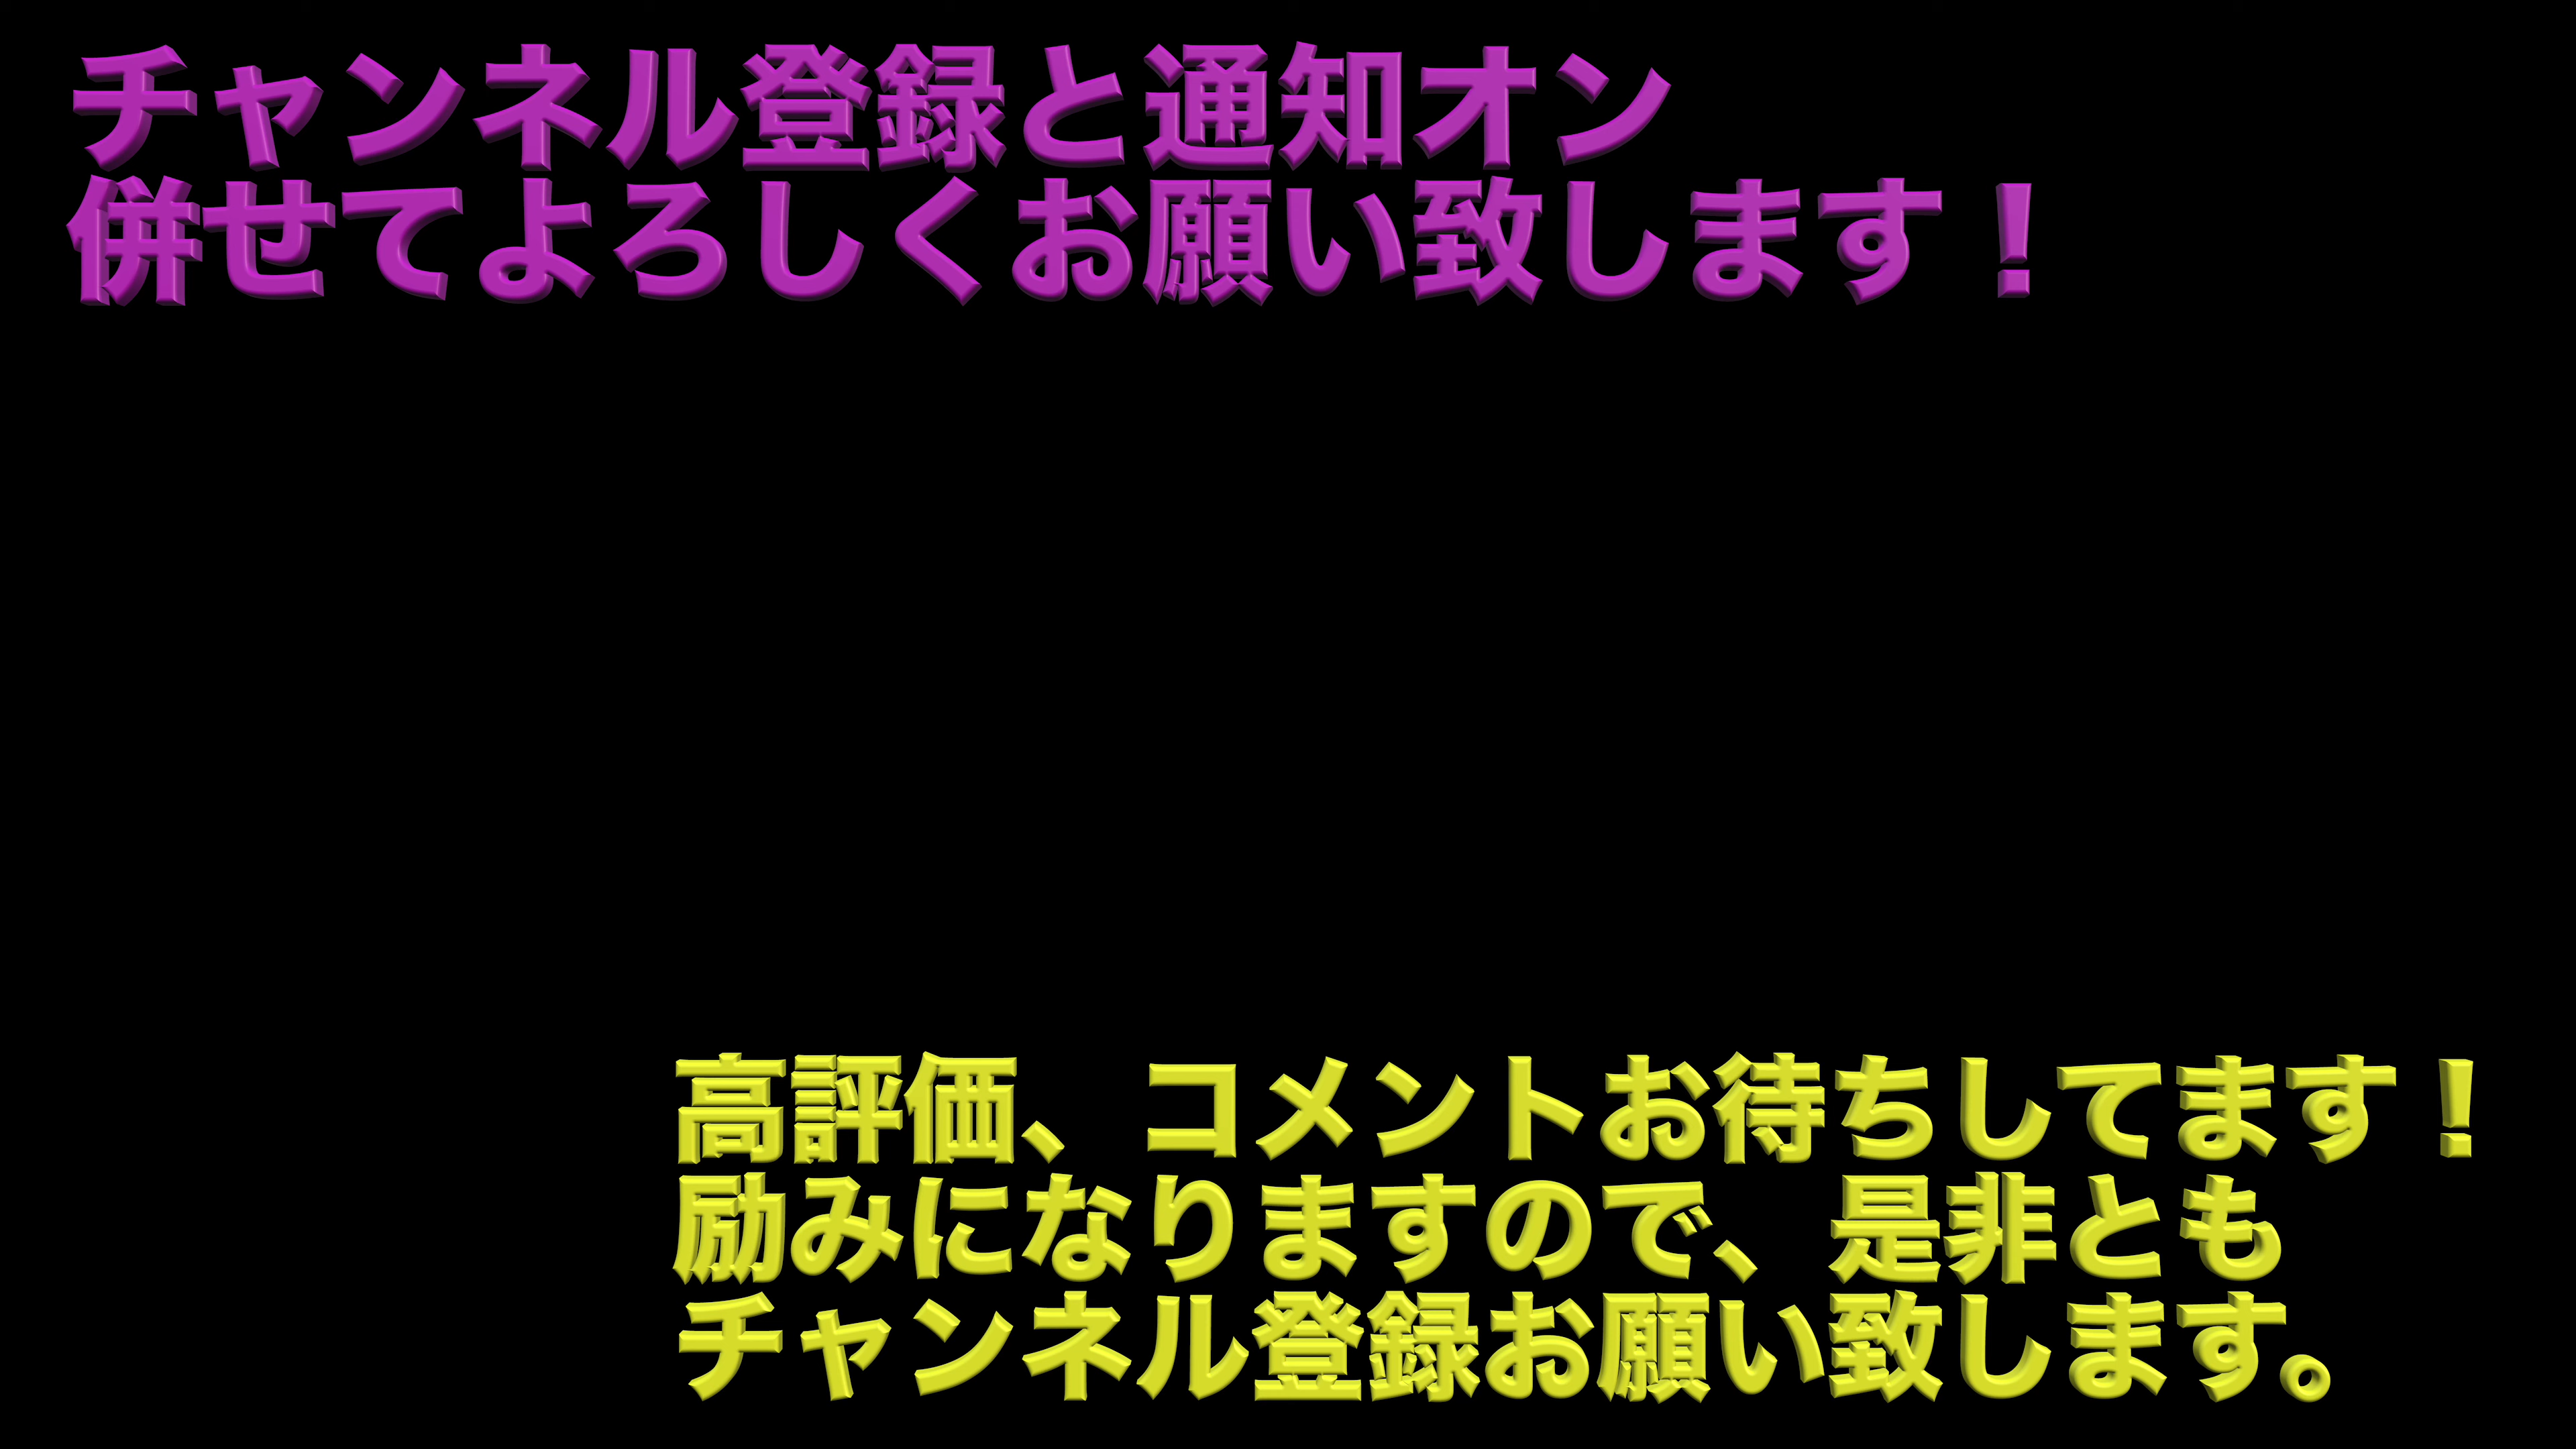 チャンネル登録と通知オン
併せてよろしくお願い致します！
高評価、コメントお待ちしてます！
励みになりますので、是非とも
チャンネル登録お願い致します。